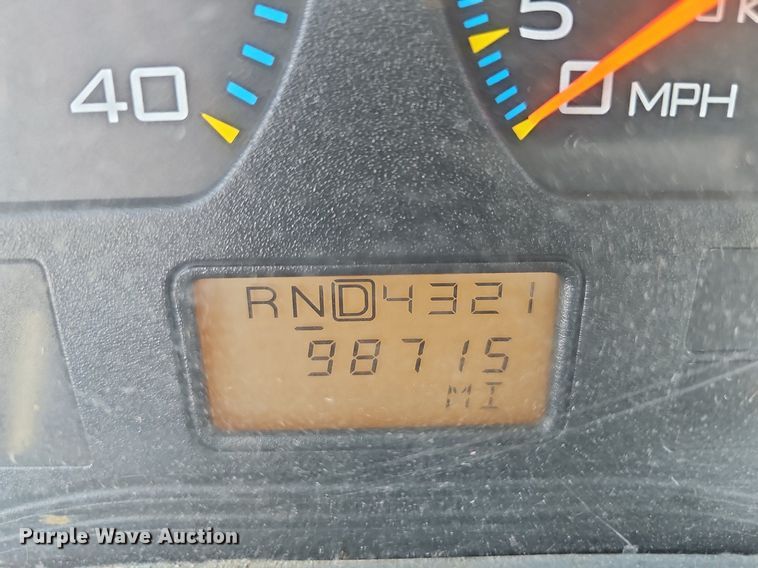 40
5
0 MPH
RND4321
98715
MI
Purple Wave Auction